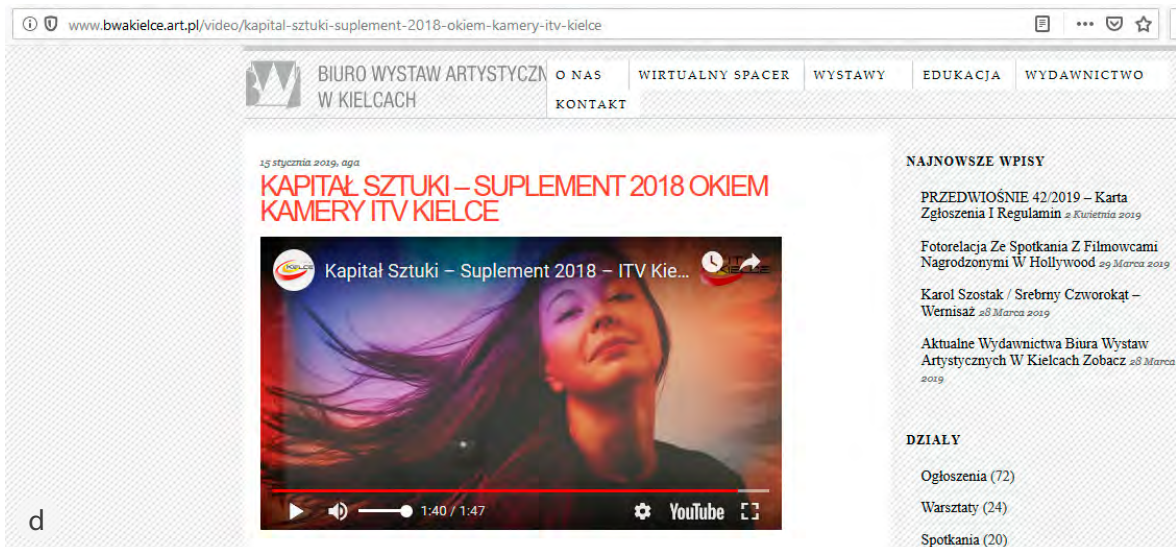 www.bwakielce.art.pl/video/kapital-sztuki-suplement-2018-okiem-kamery-itv-kielce
BIURO WYSTAW ARTYSTYCZN
W KIELCACH
O NAS
WIRTUALNY SPACER
WYSTAWY
EDUKACJA
WYDAWNICTWO
KONTAKT
15 stycznia 2019, aga
KAPITAŁ SZTUKI – SUPLEMENT 2018 OKIEM
KAMERY ITV KIELCE
Kapitał Sztuki – Suplement 2018 – ITV Kie...
1:40 / 1:47
YouTube
NAJNOWSZE WPISY
PRZEDWIOŚNIE 42/2019 – Karta
Zgłoszenia I Regulamin 2 Kwietnia 2019
Fotorelacja Ze Spotkania Z Filmowcami
Nagrodzonymi W Hollywood 29 Marca 2019
Karol Szostak / Srebrny Czworokąt –
Wernisaż 28 Marca 2019
Aktualne Wydawnictwa Biura Wystaw
Artystycznych W Kielcach Zobacz 28 Marca
2019
DZIAŁY
Ogłoszenia (72)
Warsztaty (24)
Spotkania (20)
d